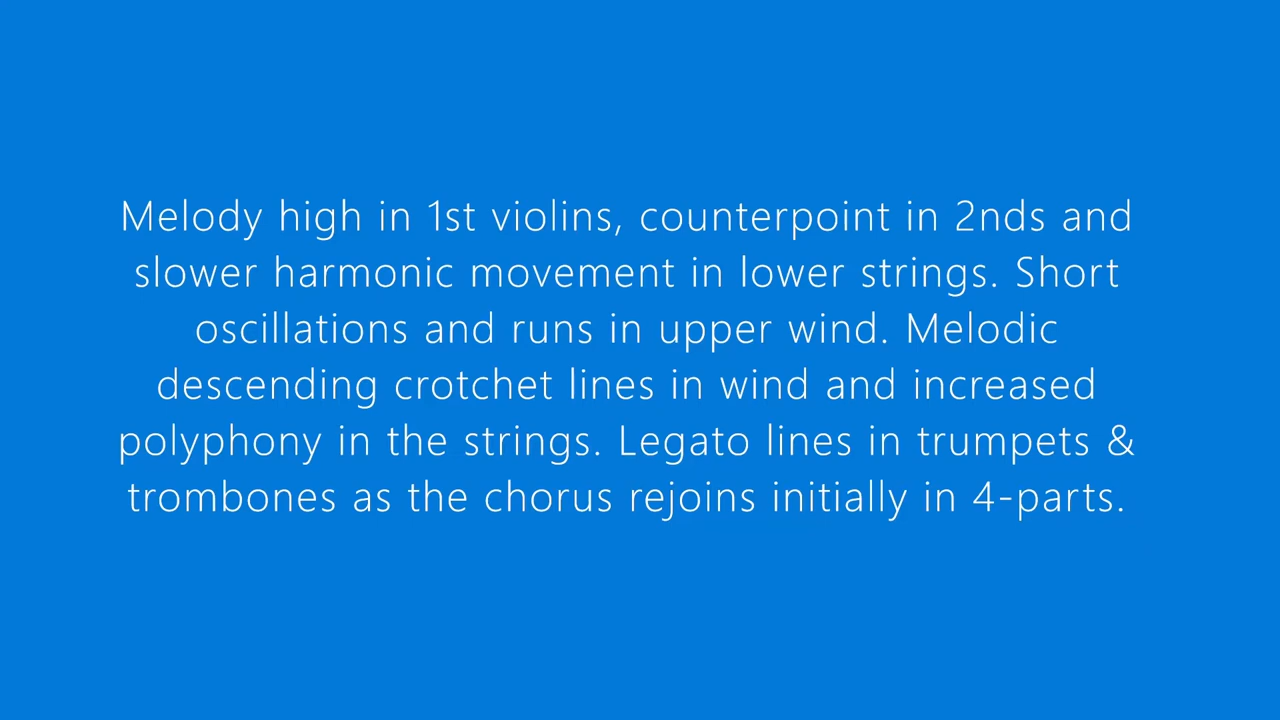 Melody high in 1st violins, counterpoint in 2nds and
slower harmonic movement in lower strings. Short
oscillations and runs in upper wind. Melodic
descending crotchet lines in wind and increased
polyphony in the strings. Legato lines in trumpets &
trombones as the chorus rejoins initially in 4-parts.